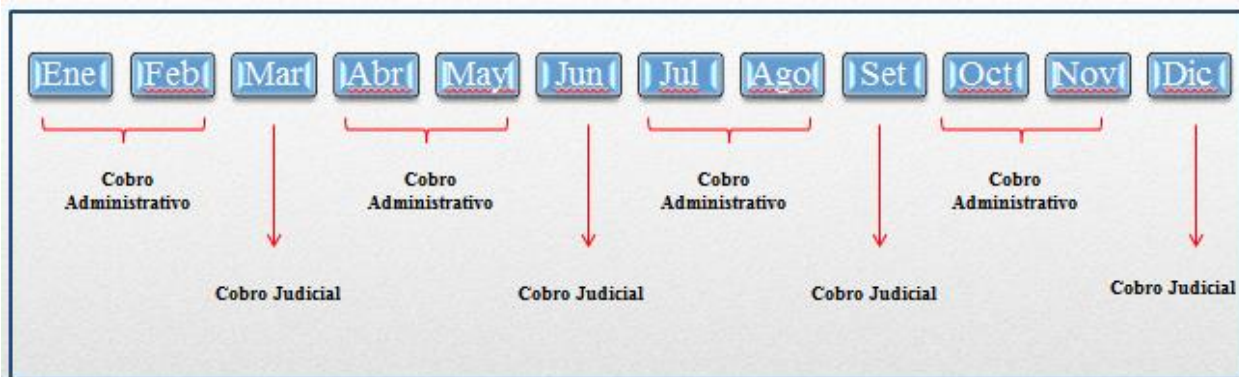 Ene Feb Mar Abr May Jun Jul Ago Set Oct Nov Dic
Cobro
Administrativo
Cobro
Administrativo
Cobro
Administrativo
Cobro
Administrativo
Cobro Judicial
Cobro Judicial
Cobro Judicial
Cobro Judicial